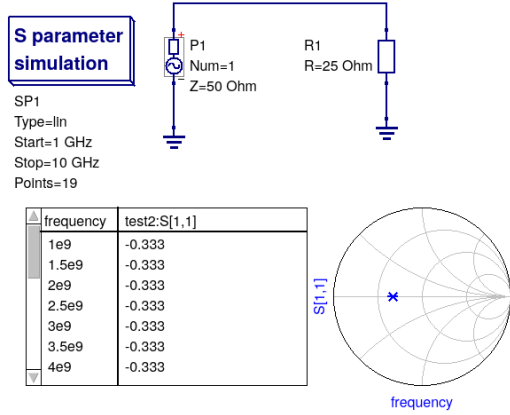 S parameter
simulation
SP1
Type=lin
Start=1 GHz
Stop=10 GHz
Points=19
+
P1
Num=1
Z=50 Ohm
−
R1
R=25 Ohm
frequency test2:S[1,1]
1e9 -0.333
1.5e9 -0.333
2e9 -0.333
2.5e9 -0.333
3e9 -0.333
3.5e9 -0.333
4e9 -0.333
S[1,1]
frequency